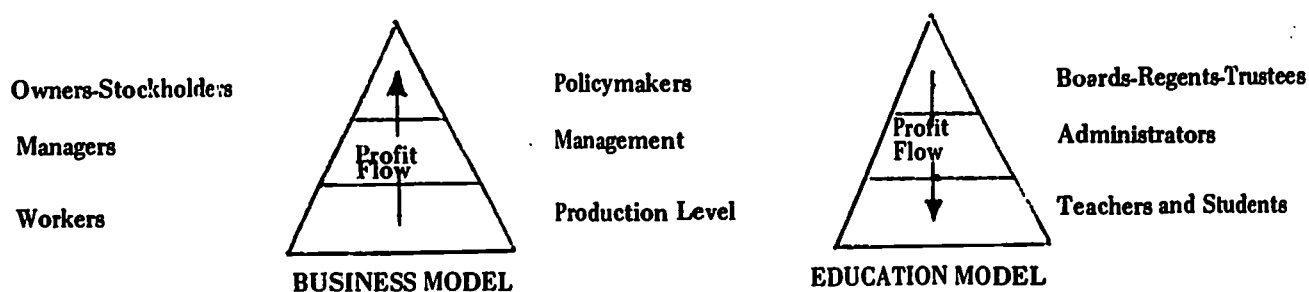 Owners-Stockholders
Managers
Workers
Profit
Flow
BUSINESS MODEL
Policymakers
Management
Production Level
Profit
Flow
EDUCATION MODEL
Boards-Regents-Trustees
Administrators
Teachers and Students